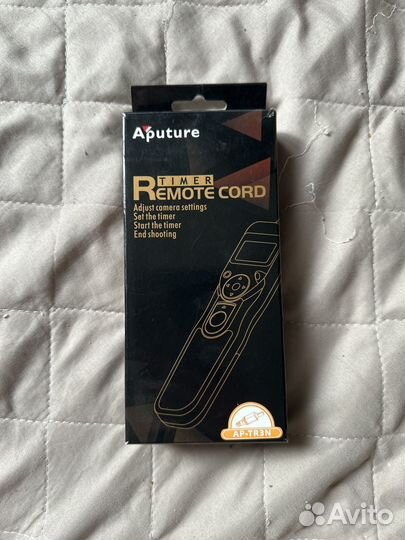 Aputure
TIMER
REMOTE CORD
Adjust camera settings
Set the timer
Start the timer
End shooting
AP-TR3N
Avito